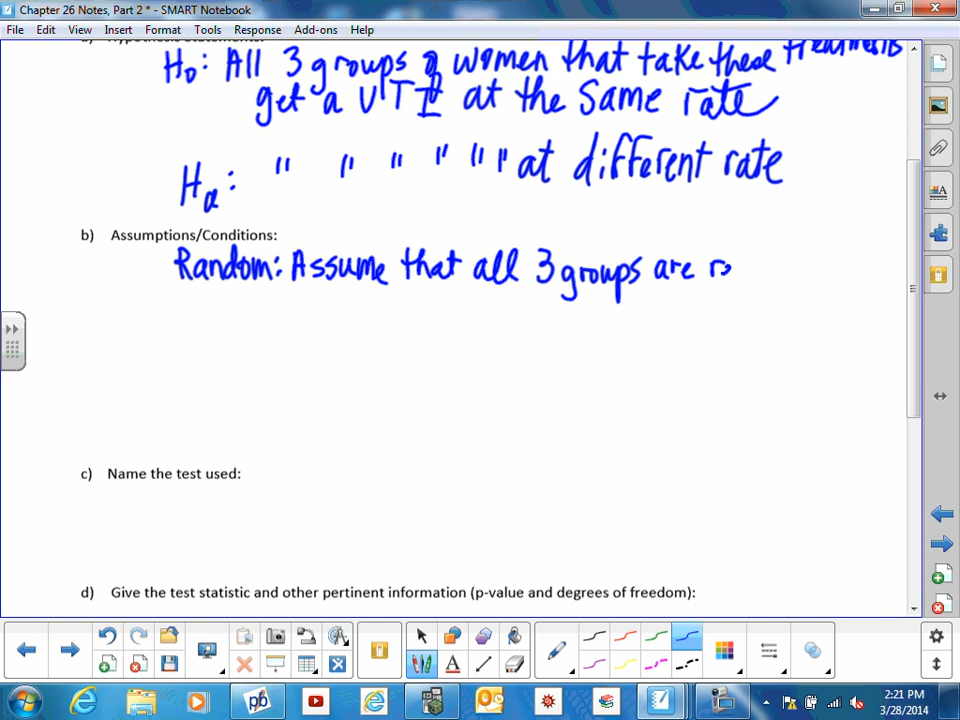 Chapter 26 Notes, Part 2 * - SMART Notebook
File Edit View Insert Format Tools Response Add-ons Help
Ho: All 3 groups of women that take these treatments
get a UTI at the same rate
Ha: " " " " " " at different rate
b) Assumptions/Conditions:
Random: Assume that all 3 groups are
c) Name the test used:
d) Give the test statistic and other pertinent information (p-value and degrees of freedom):
2:21 PM
3/28/2014